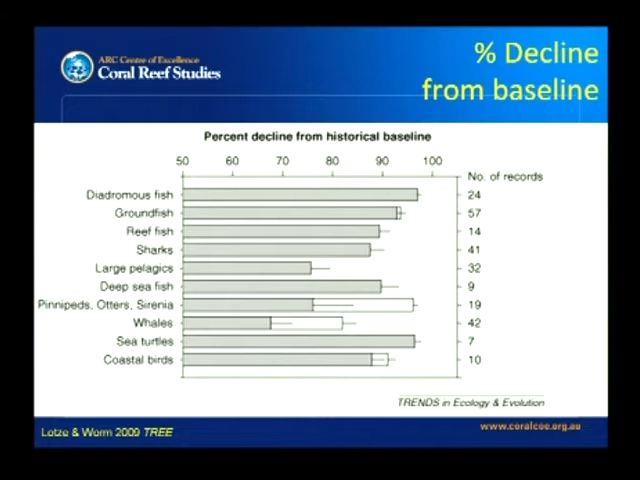 ARC Centre of Excellence
Coral Reef Studies
% Decline
from baseline
Percent decline from historical baseline
50 60 70 80 90 100
No. of records
Diadromous fish 24
Groundfish 57
Reef fish 14
Sharks 41
Large pelagics 32
Deep sea fish 9
Pinnipeds, Otters, Sirenia 19
Whales 42
Sea turtles 7
Coastal birds 10
TRENDS in Ecology & Evolution
Lotze & Worm 2009 TREE
www.coralcoe.org.au